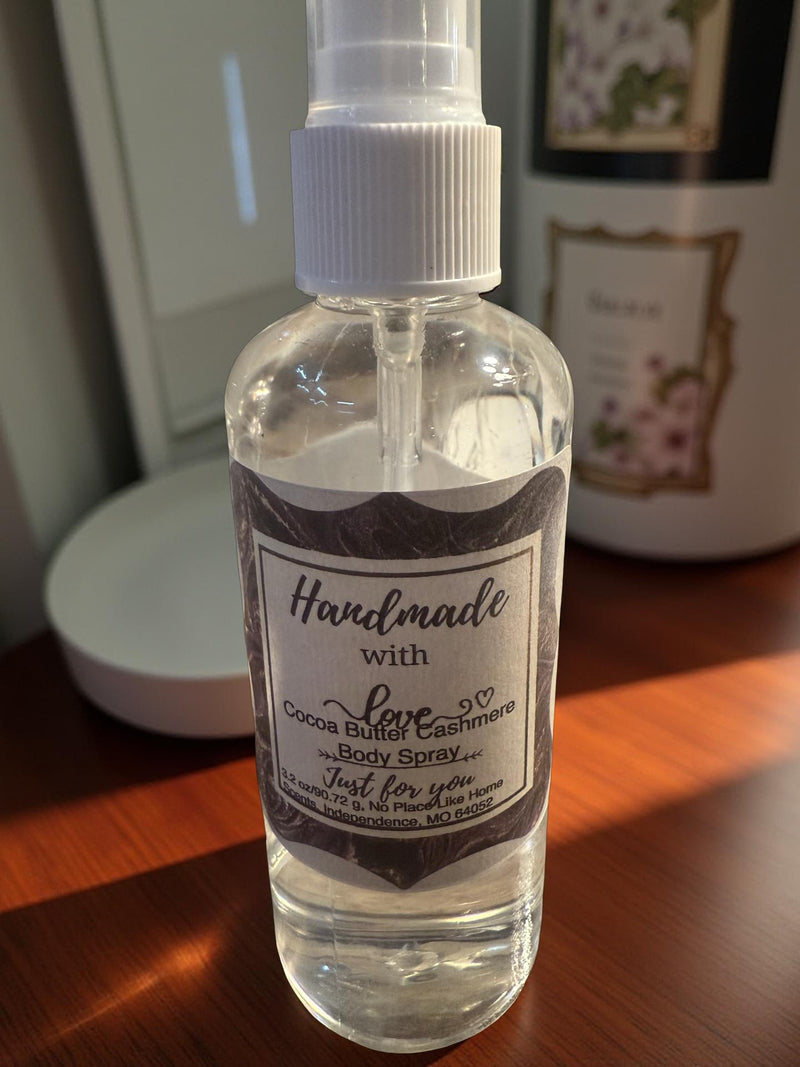 Handmade
with
love
Cocoa Butter Cashmere
Body Spray
Just for you
3.2 oz/90.72 g, No Place Like Home
Scents, Independence, MO 64052